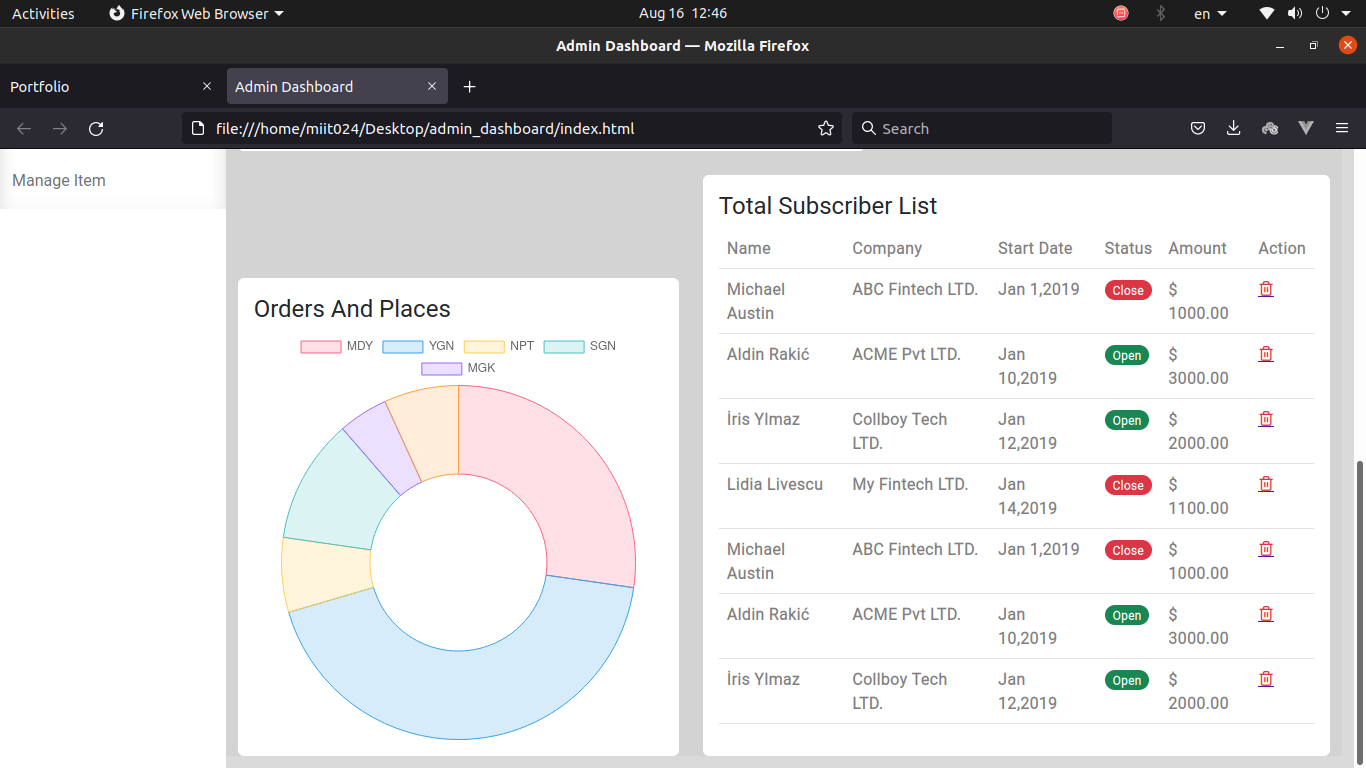 Activities Firefox Web Browser Aug 16 12:46 en
Admin Dashboard — Mozilla Firefox
Portfolio Admin Dashboard
file:///home/miit024/Desktop/admin_dashboard/index.html Search
Manage Item
Orders And Places
MDY YGN NPT SGN
MGK
Total Subscriber List
Name Company Start Date Status Amount Action
Michael ABC Fintech LTD. Jan 1,2019 Close $
Austin 1000.00
Aldin Rakić ACME Pvt LTD. Jan Open $
10,2019 3000.00
İris Ylmaz Collboy Tech Jan Open $
LTD. 12,2019 2000.00
Lidia Livescu My Fintech LTD. Jan Close $
14,2019 1100.00
Michael ABC Fintech LTD. Jan 1,2019 Close $
Austin 1000.00
Aldin Rakić ACME Pvt LTD. Jan Open $
10,2019 3000.00
İris Ylmaz Collboy Tech Jan Open $
LTD. 12,2019 2000.00